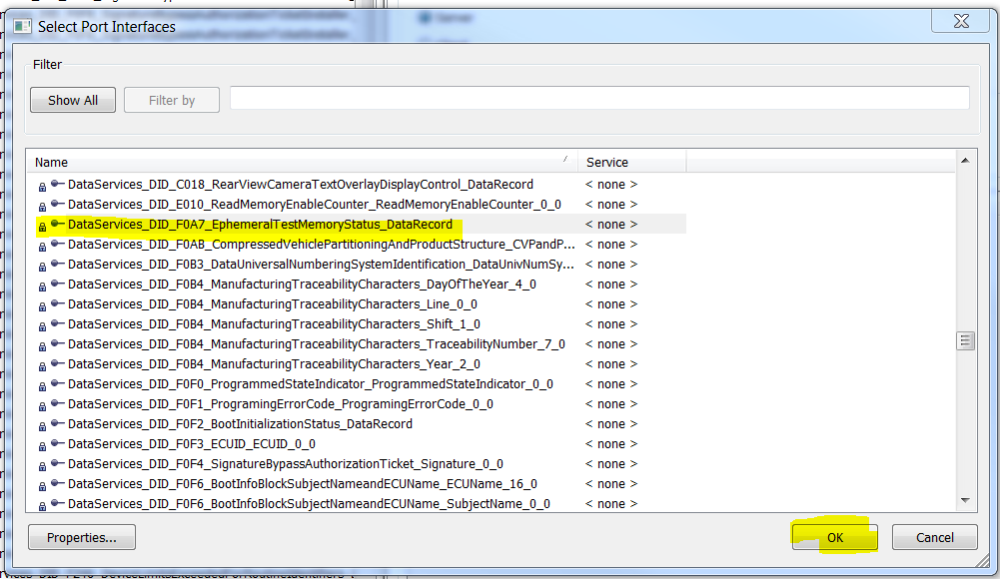 Server
Select Port Interfaces
Filter
Show All
Filter by
Name Service
DataServices_DID_C018_RearViewCameraTextOverlayDisplayControl_DataRecord < none >
DataServices_DID_E010_ReadMemoryEnableCounter_ReadMemoryEnableCounter_0_0 < none >
DataServices_DID_F0A7_EphemeralTestMemoryStatus_DataRecord < none >
DataServices_DID_F0AB_CompressedVehiclePartitioningAndProductStructure_CVPandP... < none >
DataServices_DID_F0B3_DataUniversalNumberingSystemIdentification_DataUnivNumSy... < none >
DataServices_DID_F0B4_ManufacturingTraceabilityCharacters_DayOfTheYear_4_0 < none >
DataServices_DID_F0B4_ManufacturingTraceabilityCharacters_Line_0_0 < none >
DataServices_DID_F0B4_ManufacturingTraceabilityCharacters_Shift_1_0 < none >
DataServices_DID_F0B4_ManufacturingTraceabilityCharacters_TraceabilityNumber_7_0 < none >
DataServices_DID_F0B4_ManufacturingTraceabilityCharacters_Year_2_0 < none >
DataServices_DID_F0F0_ProgrammedStateIndicator_ProgrammedStateIndicator_0_0 < none >
DataServices_DID_F0F1_ProgramingErrorCode_ProgramingErrorCode_0_0 < none >
DataServices_DID_F0F2_BootInitializationStatus_DataRecord < none >
DataServices_DID_F0F3_ECUID_ECUID_0_0 < none >
DataServices_DID_F0F4_SignatureBypassAuthorizationTicket_Signature_0_0 < none >
DataServices_DID_F0F6_BootInfoBlockSubjectNameandECUName_ECUName_16_0 < none >
DataServices_DID_F0F6_BootInfoBlockSubjectNameandECUName_SubjectName_0_0 < none >
Properties...
OK
Cancel